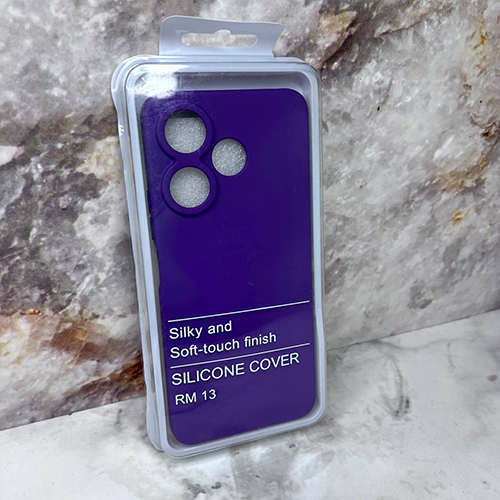 Silky and
Soft-touch finish
SILICONE COVER
RM 13